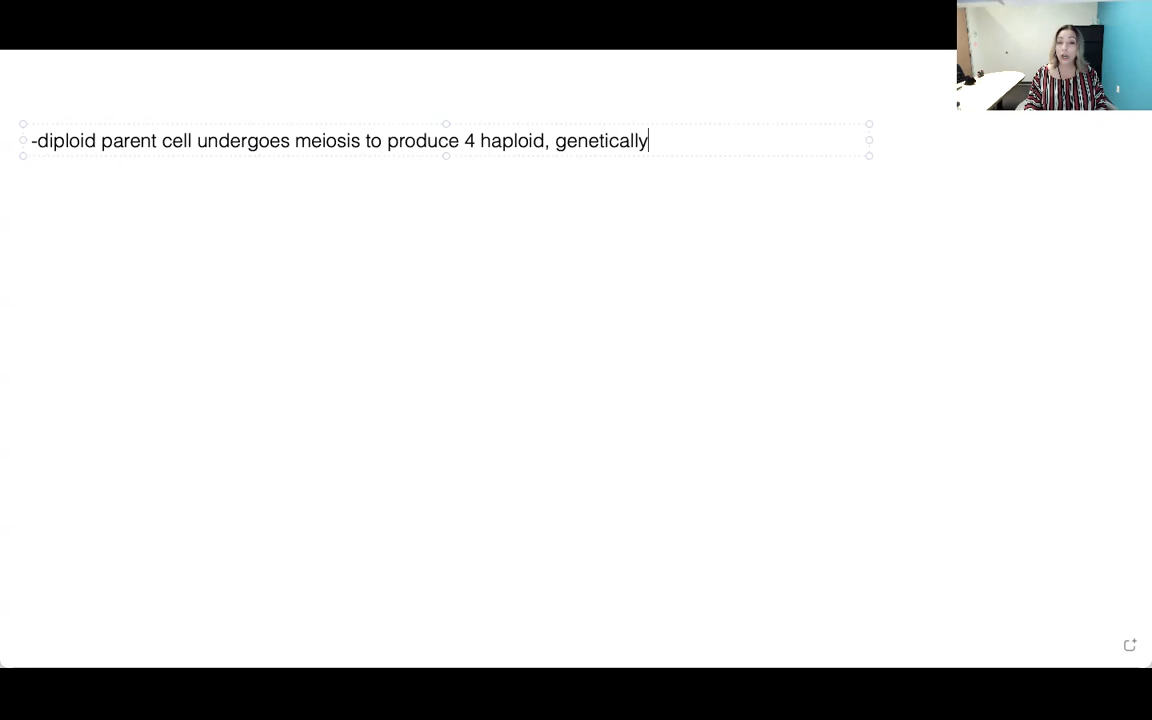 -diploid parent cell undergoes meiosis to produce 4 haploid, genetically